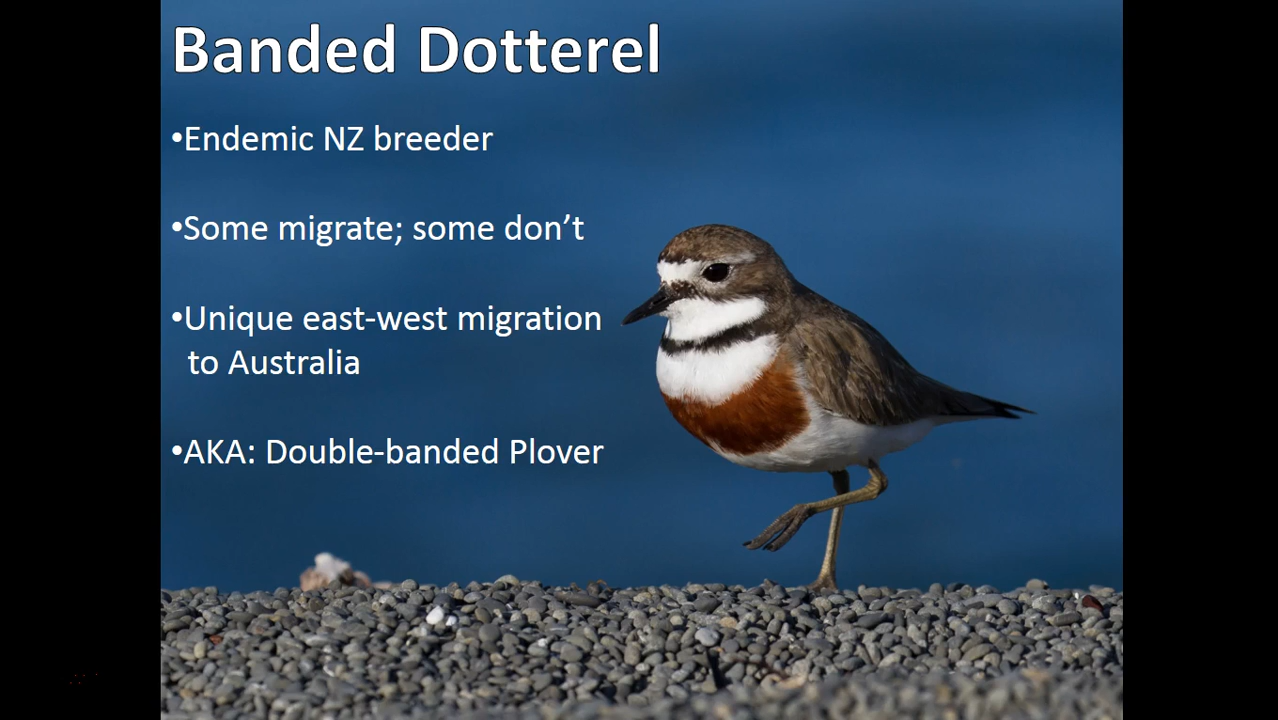 Banded Dotterel
•Endemic NZ breeder
•Some migrate; some don’t
•Unique east-west migration
to Australia
•AKA: Double-banded Plover